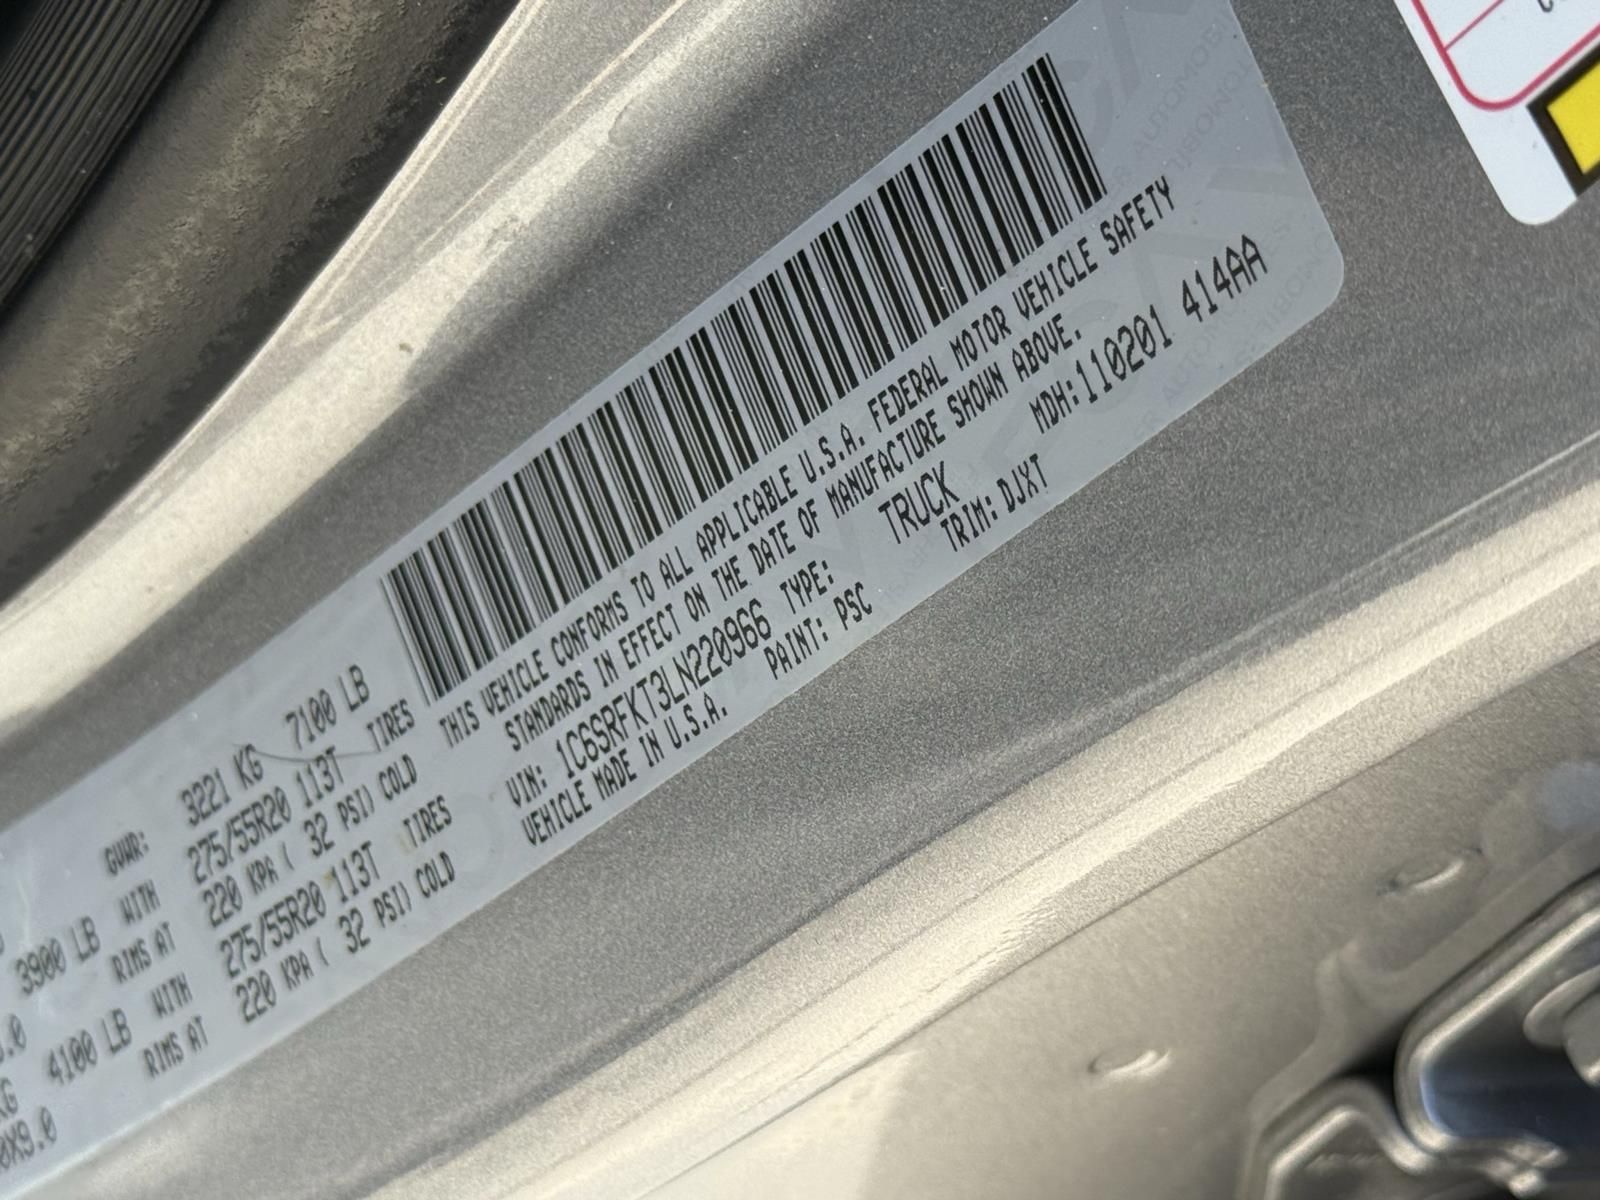 THIS VEHICLE CONFORMS TO ALL APPLICABLE U.S.A. FEDERAL MOTOR VEHICLE SAFETY
STANDARDS IN EFFECT ON THE DATE OF MANUFACTURE SHOWN ABOVE.
VIN: 1C6SRFKT3LN220966 TYPE: TRUCK MDH: 110201 414AA
VEHICLE MADE IN U.S.A. PAINT: PSC TRIM: DJXT
GVWR: 3221 KG 7100 LB
3900 LB WITH 275/55R20 113T TIRES
RIMS AT 220 KPA ( 32 PSI) COLD
4100 LB WITH 275/55R20 113T TIRES
0X9.0 RIMS AT 220 KPA ( 32 PSI) COLD